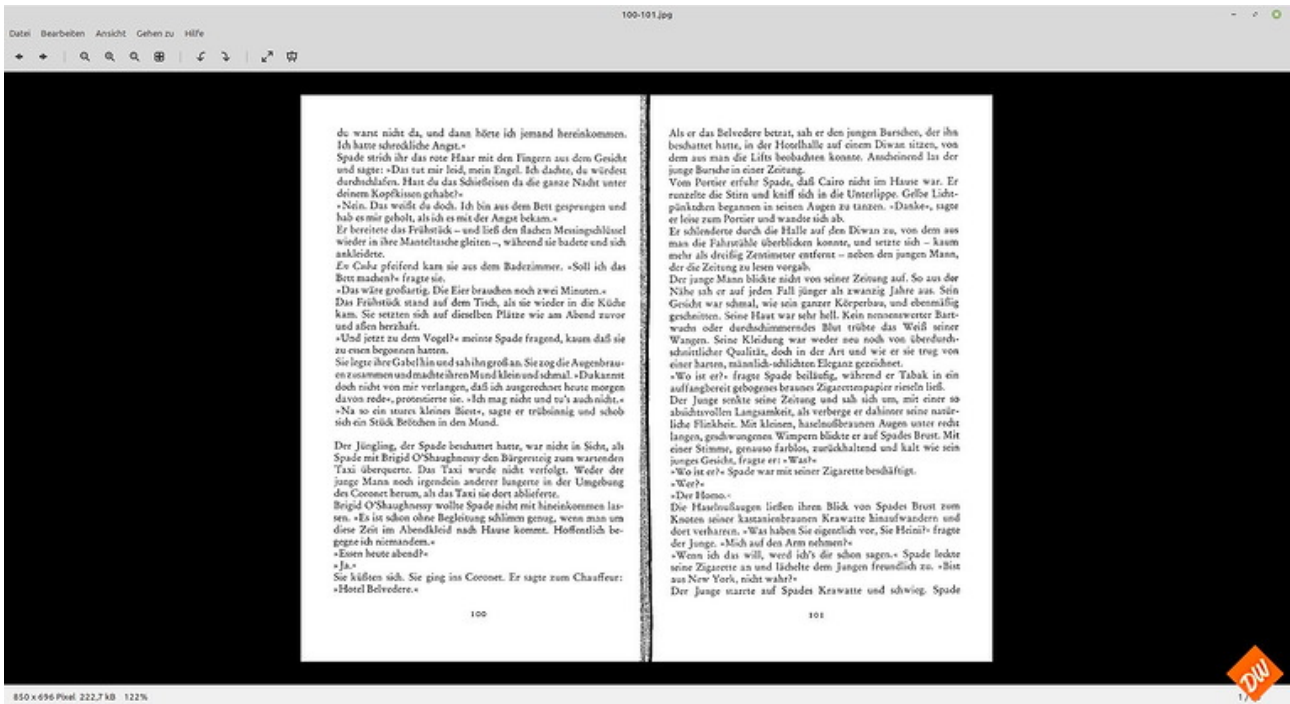 100-101.jpg
Datei Bearbeiten Ansicht Gehen zu Hilfe
du warst nicht da, und dann hörte ich jemand hereinkommen.
Ich hatte schreckliche Angst.«
Spade strich ihr das rote Haar mit den Fingern aus dem Gesicht
und sagte: »Das tut mir leid, mein Engel. Ich dachte, du würdest
durchschlafen. Hast du das Schießeisen da die ganze Nacht unter
deinem Kopfkissen gehabt?«
»Nein. Das weißt du doch. Ich bin aus dem Bett gesprungen und
hab es mir geholt, als ich es mit der Angst bekam.«
Er bereitete das Frühstück – und ließ den flachen Messingschlüssel
wieder in ihre Manteltasche gleiten –, während sie badete und sich
ankleidete.
En Cuba pfeifend kam sie aus dem Badezimmer. »Soll ich das
Bett machen?« fragte sie.
»Das wäre großartig. Die Eier brauchen noch zwei Minuten.«
Das Frühstück stand auf dem Tisch, als sie wieder in die Küche
kam. Sie setzten sich auf dieselben Plätze wie am Abend zuvor
und aßen herzhaft.
»Und jetzt zu dem Vogel?« meinte Spade fragend, kaum daß sie
zu essen begonnen hatten.
Sie legte ihre Gabel hin und sah ihn groß an. Sie zog die Augenbrau-
en zusammen und machte ihren Mund klein und schmal. »Du kannst
doch nicht von mir verlangen, daß ich ausgerechnet heute morgen
davon rede«, protestierte sie. »Ich mag nicht und tu's auch nicht.«
»Na so ein stures kleines Biest«, sagte er trübsinnig und schob
sich ein Stück Brötchen in den Mund.
Der Jüngling, der Spade beschattet hatte, war nicht in Sicht, als
Spade mit Brigid O'Shaughnessy den Bürgersteig zum wartenden
Taxi überquerte. Das Taxi wurde nicht verfolgt. Weder der
junge Mann noch irgendein anderer lungerte in der Umgebung
des Coronet herum, als das Taxi sie dort ablieferte.
Brigid O'Shaughnessy wollte Spade nicht mit hineinkommen las-
sen. »Es ist schon ohne Begleitung schlimm genug, wenn man um
diese Zeit im Abendkleid nach Hause kommt. Hoffentlich be-
gegne ich niemandem.«
»Essen heute abend?«
»Ja.«
Sie küßten sich. Sie ging ins Coronet. Er sagte zum Chauffeur:
»Hotel Belvedere.«
100
Als er das Belvedere betrat, sah er den jungen Burschen, der ihn
beschattet hatte, in der Hotelhalle auf einem Diwan sitzen, von
dem aus man die Lifts beobachten konnte. Anscheinend las der
junge Bursche in einer Zeitung.
Vom Portier erfuhr Spade, daß Cairo nicht im Hause war. Er
runzelte die Stirn und kniff sich in die Unterlippe. Gelbe Licht-
pünktchen begannen in seinen Augen zu tanzen. »Danke«, sagte
er leise zum Portier und wandte sich ab.
Er schlenderte durch die Halle auf den Diwan zu, von dem aus
man die Fahrstühle überblicken konnte, und setzte sich – kaum
mehr als dreißig Zentimeter entfernt – neben den jungen Mann,
der die Zeitung zu lesen vorgab.
Der junge Mann blickte nicht von seiner Zeitung auf. So aus der
Nähe sah er auf jeden Fall jünger als zwanzig Jahre aus. Sein
Gesicht war schmal, wie sein ganzer Körperbau, und ebenmäßig
geschnitten. Seine Haut war sehr hell. Kein nennenswerter Bart-
wuchs oder durchschimmerndes Blut trübte das Weiß seiner
Wangen. Seine Kleidung war weder neu noch von überdurch-
schnittlicher Qualität, doch in der Art und wie er sie trug von
einer harten, männlich-schlichten Eleganz gezeichnet.
»Wo ist er?« fragte Spade beiläufig, während er Tabak in ein
auffangbereit gebogenes braunes Zigarettenpapier rieseln ließ.
Der Junge senkte seine Zeitung und sah sich um, mit einer so
absichtsvollen Langsamkeit, als verberge er dahinter seine natür-
liche Flinkheit. Mit kleinen, haselnußbraunen Augen unter recht
langen, geschwungenen Wimpern blickte er auf Spades Brust. Mit
einer Stimme, genauso farblos, zurückhaltend und kalt wie sein
junges Gesicht, fragte er: »Was?«
»Wo ist er?« Spade war mit seiner Zigarette beschäftigt.
»Wer?«
»Der Homo.«
Die Haselnußaugen ließen ihren Blick von Spades Brust zum
Knoten seiner kastanienbraunen Krawatte hinaufwandern und
dort verharren. »Was haben Sie eigentlich vor, Sie Heini?« fragte
der Junge. »Mich auf den Arm nehmen?«
»Wenn ich das will, werd ich's dir schon sagen.« Spade leckte
seine Zigarette an und lächelte dem Jungen freundlich zu. »Bist
aus New York, nicht wahr?«
Der Junge starrte auf Spades Krawatte und schwieg. Spade
101
DW
850 x 696 Pixel 222,7 kB 122%